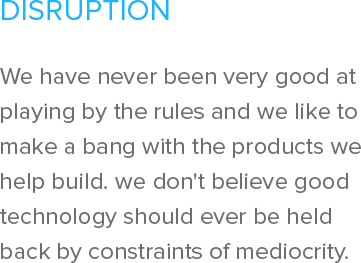 DISRUPTION
We have never been very good at
playing by the rules and we like to
make a bang with the products we
help build. we don't believe good
technology should ever be held
back by constraints of mediocrity.